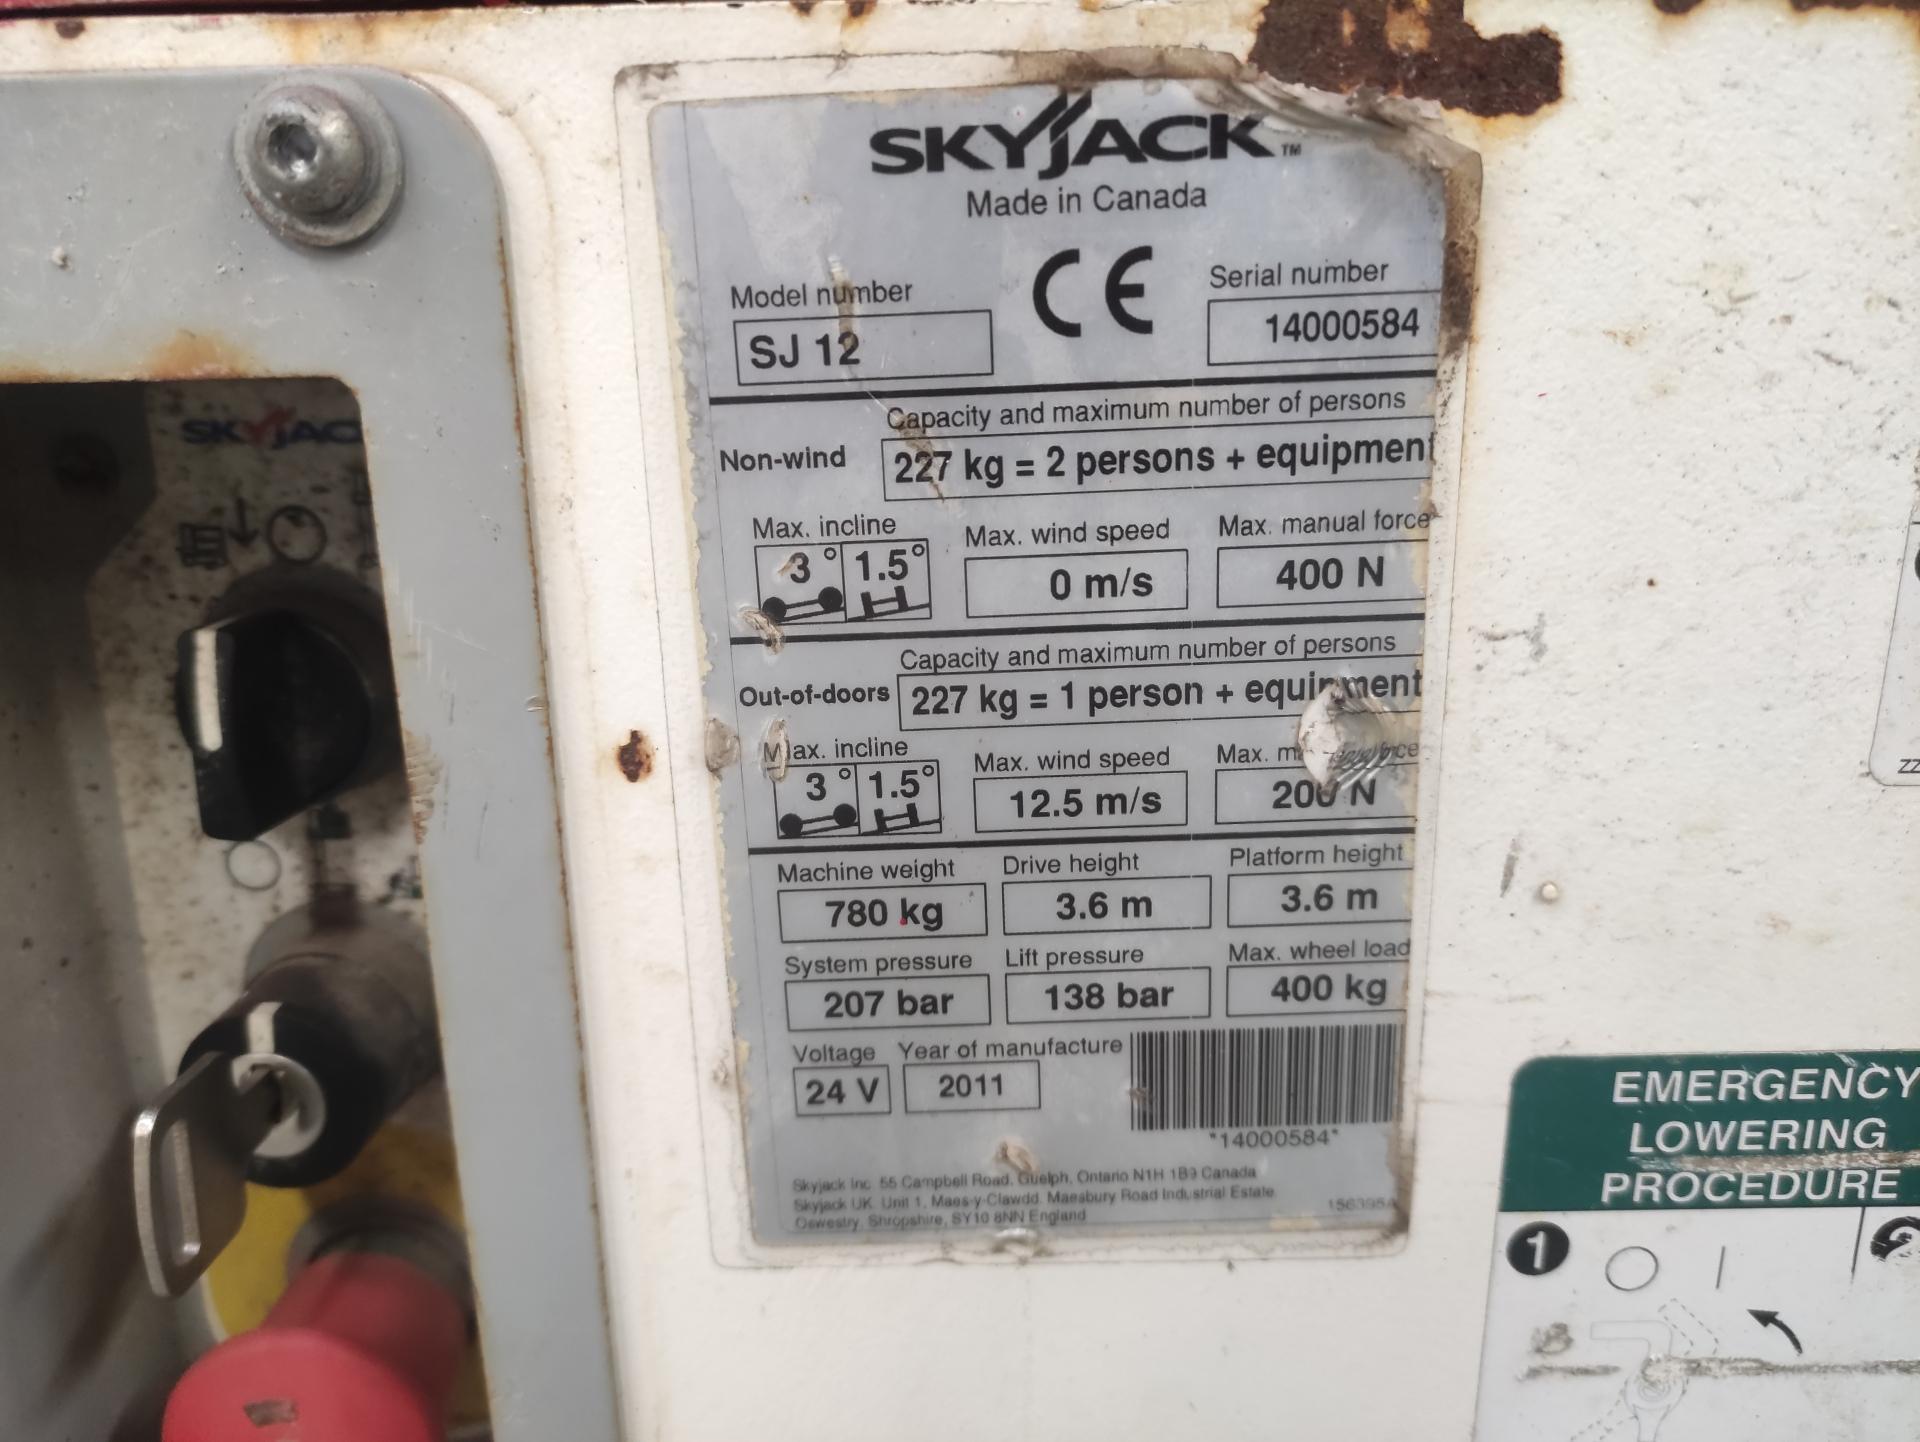 SKYJACK™
Made in Canada
CE
Model number
SJ 12
Serial number
14000584
Capacity and maximum number of persons
Non-wind
227 kg = 2 persons + equipment
Max. incline
3° 1.5°
Max. wind speed
0 m/s
Max. manual force
400 N
Capacity and maximum number of persons
Out-of-doors
227 kg = 1 person + equipment
Max. incline
3° 1.5°
Max. wind speed
12.5 m/s
Max.
200 N
Machine weight
780 kg
Drive height
3.6 m
Platform height
3.6 m
System pressure
207 bar
Lift pressure
138 bar
Max. wheel load
400 kg
Voltage
24 V
Year of manufacture
2011
*14000584*
Skyjack Inc. 55 Campbell Road, Guelph, Ontario N1H 1B9 Canada
Skyjack UK. Unit 1, Maes-y-Clawdd, Maesbury Road Industrial Estate
Oswestry, Shropshire, SY10 8NN England
SKYJAC
EMERGENCY
LOWERING
PROCEDURE
1
2